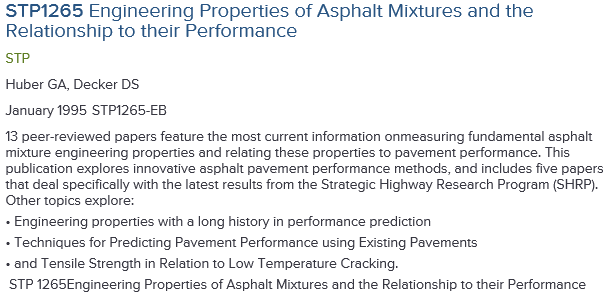 STP1265 Engineering Properties of Asphalt Mixtures and the
Relationship to their Performance
STP
Huber GA, Decker DS
January 1995 STP1265-EB
13 peer-reviewed papers feature the most current information onmeasuring fundamental asphalt
mixture engineering properties and relating these properties to pavement performance. This
publication explores innovative asphalt pavement performance methods, and includes five papers
that deal specifically with the latest results from the Strategic Highway Research Program (SHRP).
Other topics explore:
• Engineering properties with a long history in performance prediction
• Techniques for Predicting Pavement Performance using Existing Pavements
• and Tensile Strength in Relation to Low Temperature Cracking.
STP 1265Engineering Properties of Asphalt Mixtures and the Relationship to their Performance